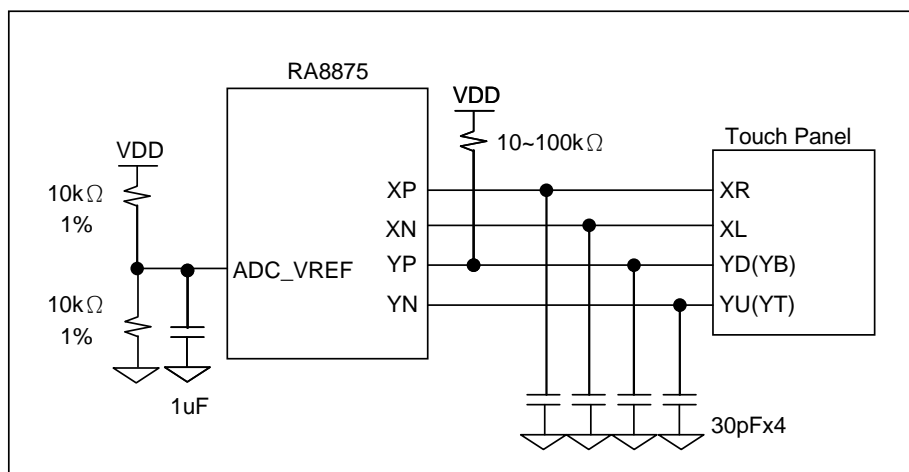 RA8875
VDD
10~100kΩ
Touch Panel
VDD
10kΩ
1%
XP
XR
XN
XL
ADC_VREF
YP
YD(YB)
10kΩ
1%
YN
YU(YT)
1uF
30pFx4